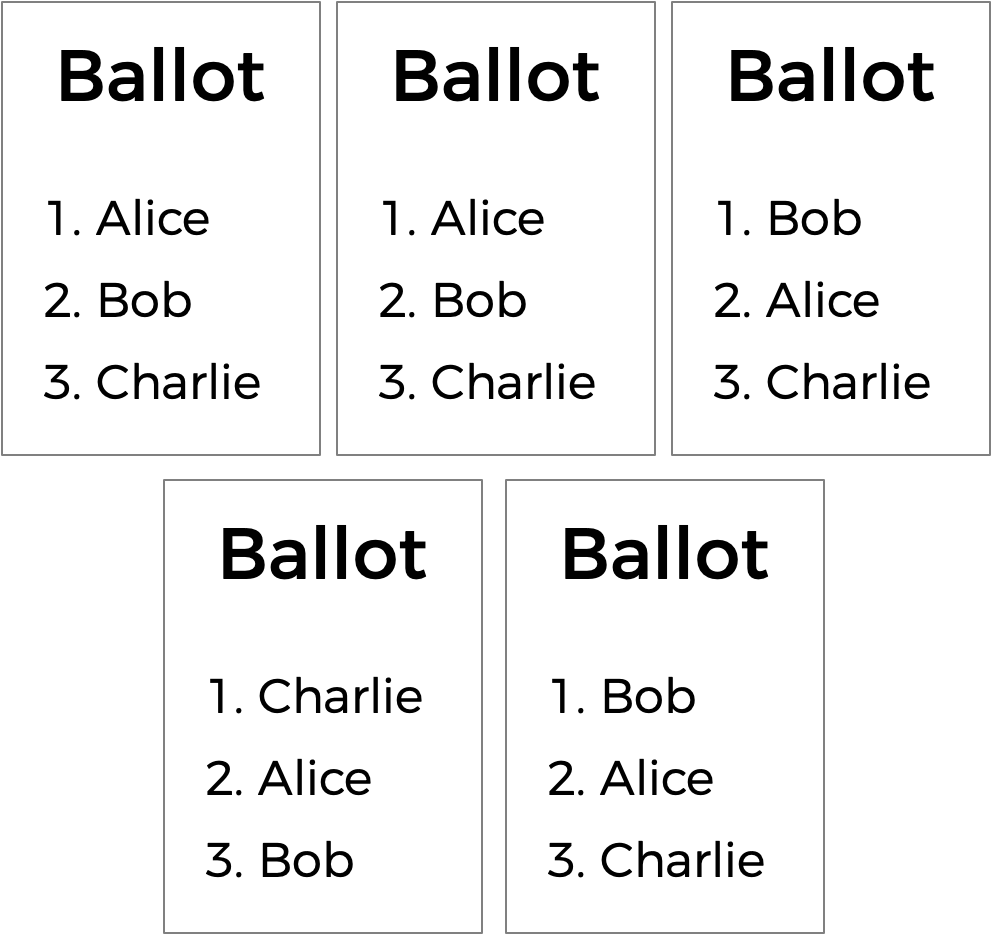 Ballot
1. Alice
2. Bob
3. Charlie
Ballot
1. Alice
2. Bob
3. Charlie
Ballot
1. Bob
2. Alice
3. Charlie
Ballot
1. Charlie
2. Alice
3. Bob
Ballot
1. Bob
2. Alice
3. Charlie